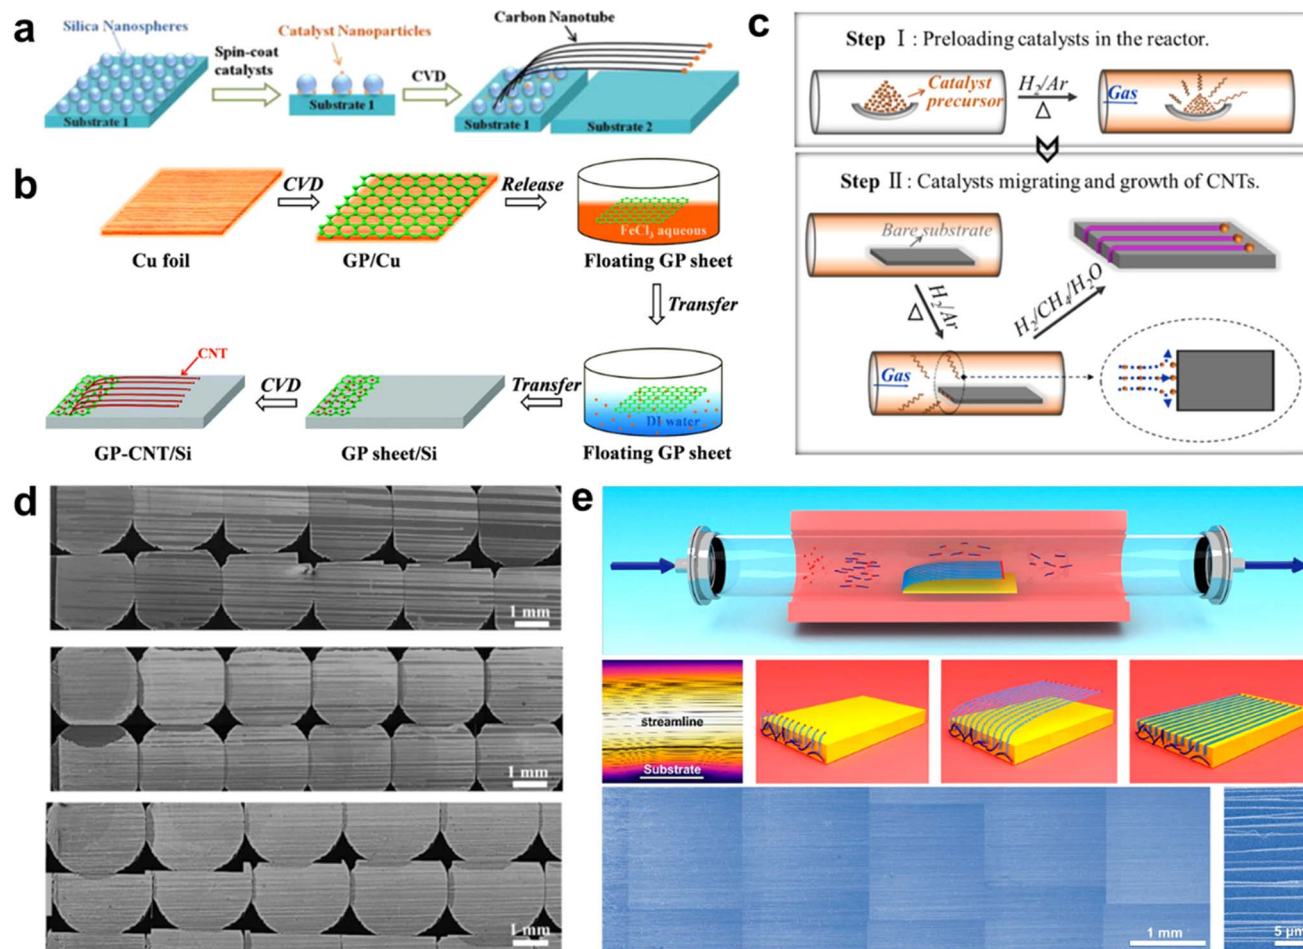 a
Silica Nanospheres
Spin-coat
catalysts
Substrate 1
Catalyst Nanoparticles
Substrate 1
CVD
Carbon Nanotube
Substrate 1
Substrate 2
b
Cu foil
CVD
GP/Cu
Release
FeCl₃ aqueous
Floating GP sheet
Transfer
DI water
Floating GP sheet
Transfer
GP sheet/Si
CVD
CNT
GP-CNT/Si
c
Step Ⅰ : Preloading catalysts in the reactor.
Catalyst
precursor
H₂/Ar
△
Gas
Step Ⅱ : Catalysts migrating and growth of CNTs.
Bare substrate
H₂/Ar
△
Gas
H₂/CH₄/H₂O
d
1 mm
1 mm
1 mm
e
streamline
Substrate
1 mm
5 μm